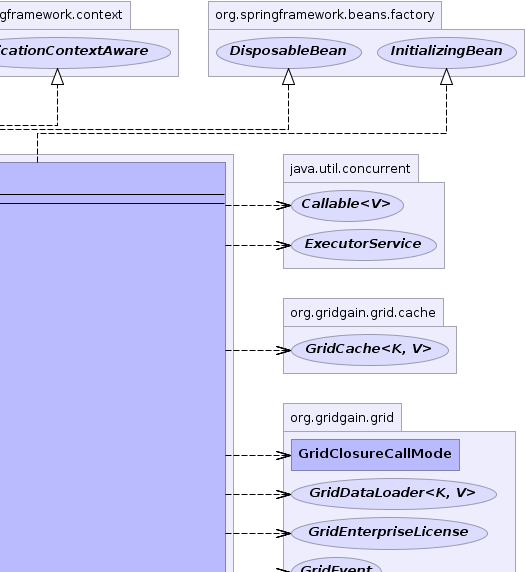 gframework.context
org.springframework.beans.factory
icationContextAware
DisposableBean
InitializingBean
java.util.concurrent
Callable<V>
ExecutorService
org.gridgain.grid.cache
GridCache<K, V>
org.gridgain.grid
GridClosureCallMode
GridDataLoader<K, V>
GridEnterpriseLicense
GridEvent